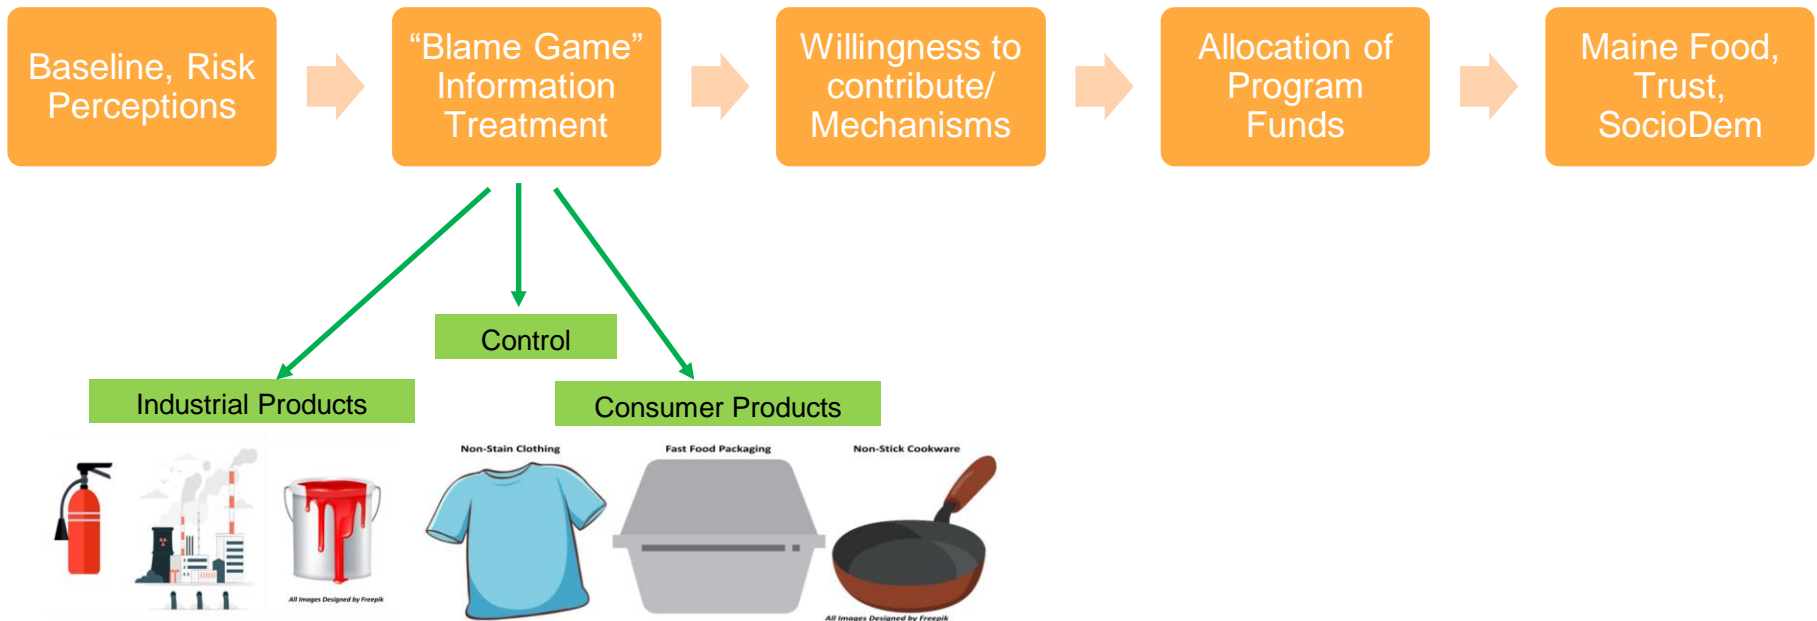 Baseline, Risk
Perceptions
“Blame Game”
Information
Treatment
Willingness to
contribute/
Mechanisms
Allocation of
Program
Funds
Maine Food,
Trust,
SocioDem
Control
Industrial Products
Consumer Products
Non-Stain Clothing
Fast Food Packaging
Non-Stick Cookware
All Images Designed by Freepik
All Images Designed by Freepik